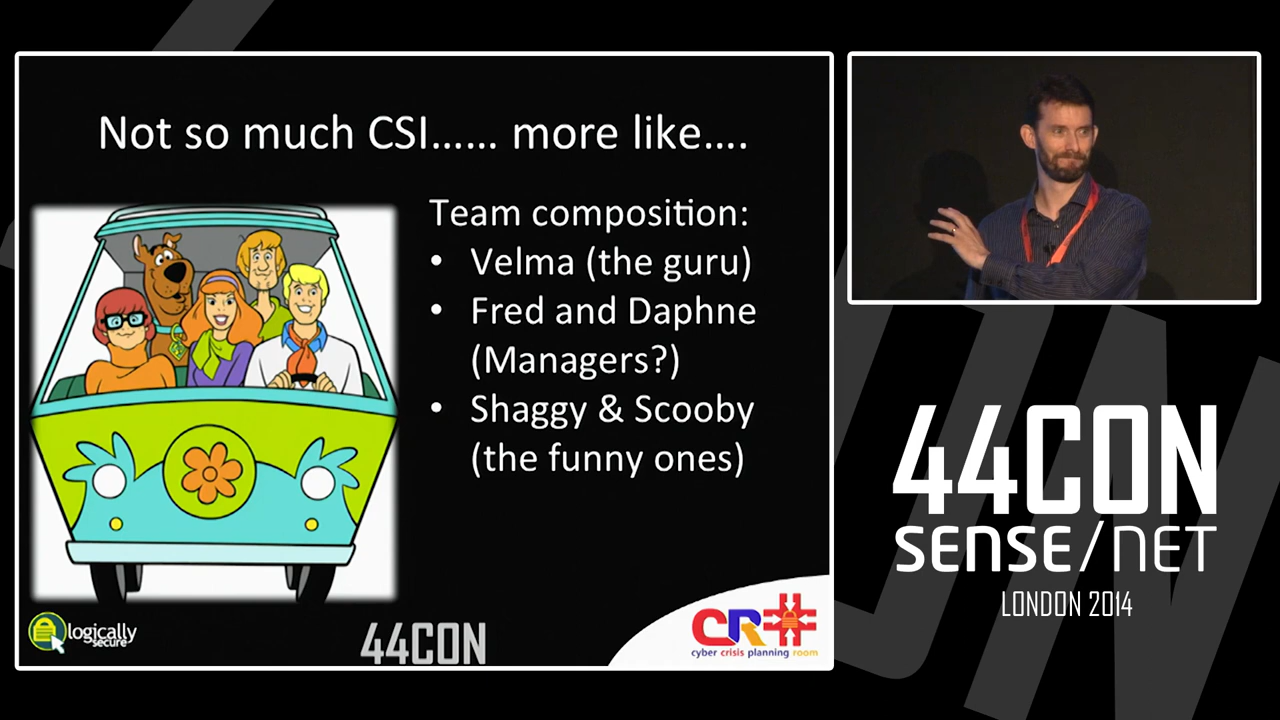 Not so much CSI...... more like....
Team composition:
• Velma (the guru)
• Fred and Daphne
(Managers?)
• Shaggy & Scooby
(the funny ones)
logically
secure
44CON
CR
cyber crisis planning room
44CON
SENSE/NET
LONDON 2014